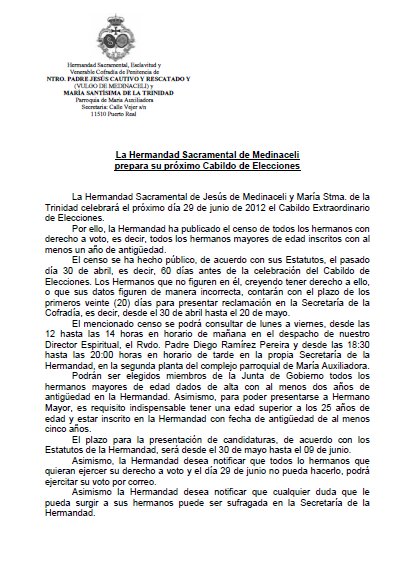 Hermandad Sacramental, Esclavitud y
Venerable Cofradía de Penitencia de
NTRO. PADRE JESÚS CAUTIVO Y RESCATADO Y
(VULGO DE MEDINACELI) y
MARÍA SANTÍSIMA DE LA TRINIDAD
Parroquia de María Auxiliadora
Secretaría: Calle Vejer s/n
11510 Puerto Real
La Hermandad Sacramental de Medinaceli
prepara su próximo Cabildo de Elecciones
La Hermandad Sacramental de Jesús de Medinaceli y María Stma. de la
Trinidad celebrará el próximo día 29 de junio de 2012 el Cabildo Extraordinario
de Elecciones.
Por ello, la Hermandad ha publicado el censo de todos los hermanos con
derecho a voto, es decir, todos los hermanos mayores de edad inscritos con al
menos un año de antigüedad.
El censo se ha hecho público, de acuerdo con sus Estatutos, el pasado
día 30 de abril, es decir, 60 días antes de la celebración del Cabildo de
Elecciones. Los Hermanos que no figuren en él, creyendo tener derecho a ello,
o que sus datos figuren de manera incorrecta, contarán con el plazo de los
primeros veinte (20) días para presentar reclamación en la Secretaría de la
Cofradía, es decir, desde el 30 abril hasta el 20 de mayo.
El mencionado censo se podrá consultar de lunes a viernes, desde las
12 hasta las 14 horas en horario de mañana en el despacho de nuestro
Director Espiritual, el Rvdo. Padre Diego Ramírez Pereira y desde las 18:30
hasta las 20:00 horas en horario de tarde en la propia Secretaría de la
Hermandad, en la segunda planta del complejo parroquial de María Auxiliadora.
Podrán ser elegidos miembros de la Junta de Gobierno todos los
hermanos mayores de edad dados de alta con al menos dos años de
antigüedad en la Hermandad. Asimismo, para poder presentarse a Hermano
Mayor, es requisito indispensable tener una edad superior a los 25 años de
edad y estar inscrito en la Hermandad con fecha de antigüedad de al menos
cinco años.
El plazo para la presentación de candidaturas, de acuerdo con los
Estatutos de la Hermandad, será desde el 30 de mayo hasta el 09 de junio.
Asimismo, la Hermandad desea notificar que todos lo hermanos que
quieran ejercer su derecho a voto y el día 29 de junio no pueda hacerlo, podrá
ejercitar su voto por correo.
Asimismo la Hermandad desea notificar que cualquier duda que le
pueda surgir a sus hermanos puede ser sufragada en la Secretaría de la
Hermandad.